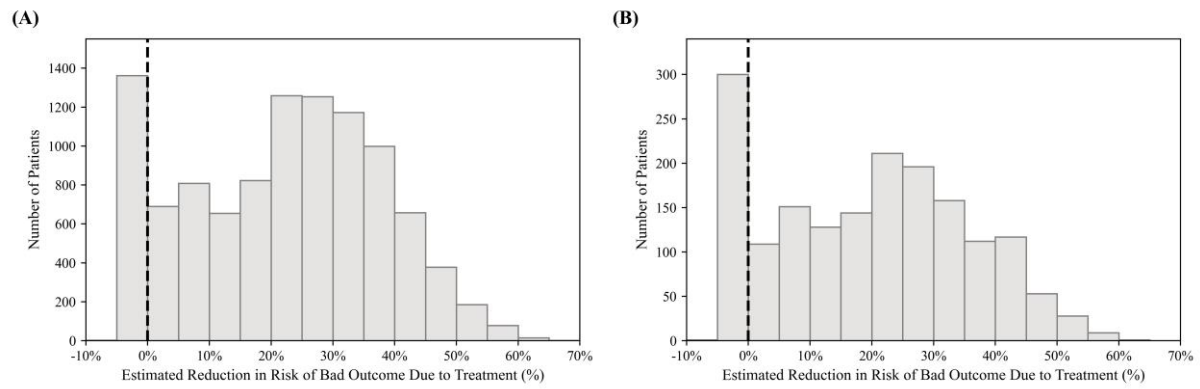 (A)
Number of Patients
1400
1200
1000
800
600
400
200
0
-10% 0% 10% 20% 30% 40% 50% 60% 70%
Estimated Reduction in Risk of Bad Outcome Due to Treatment (%)
(B)
Number of Patients
300
250
200
150
100
50
0
-10% 0% 10% 20% 30% 40% 50% 60% 70%
Estimated Reduction in Risk of Bad Outcome Due to Treatment (%)